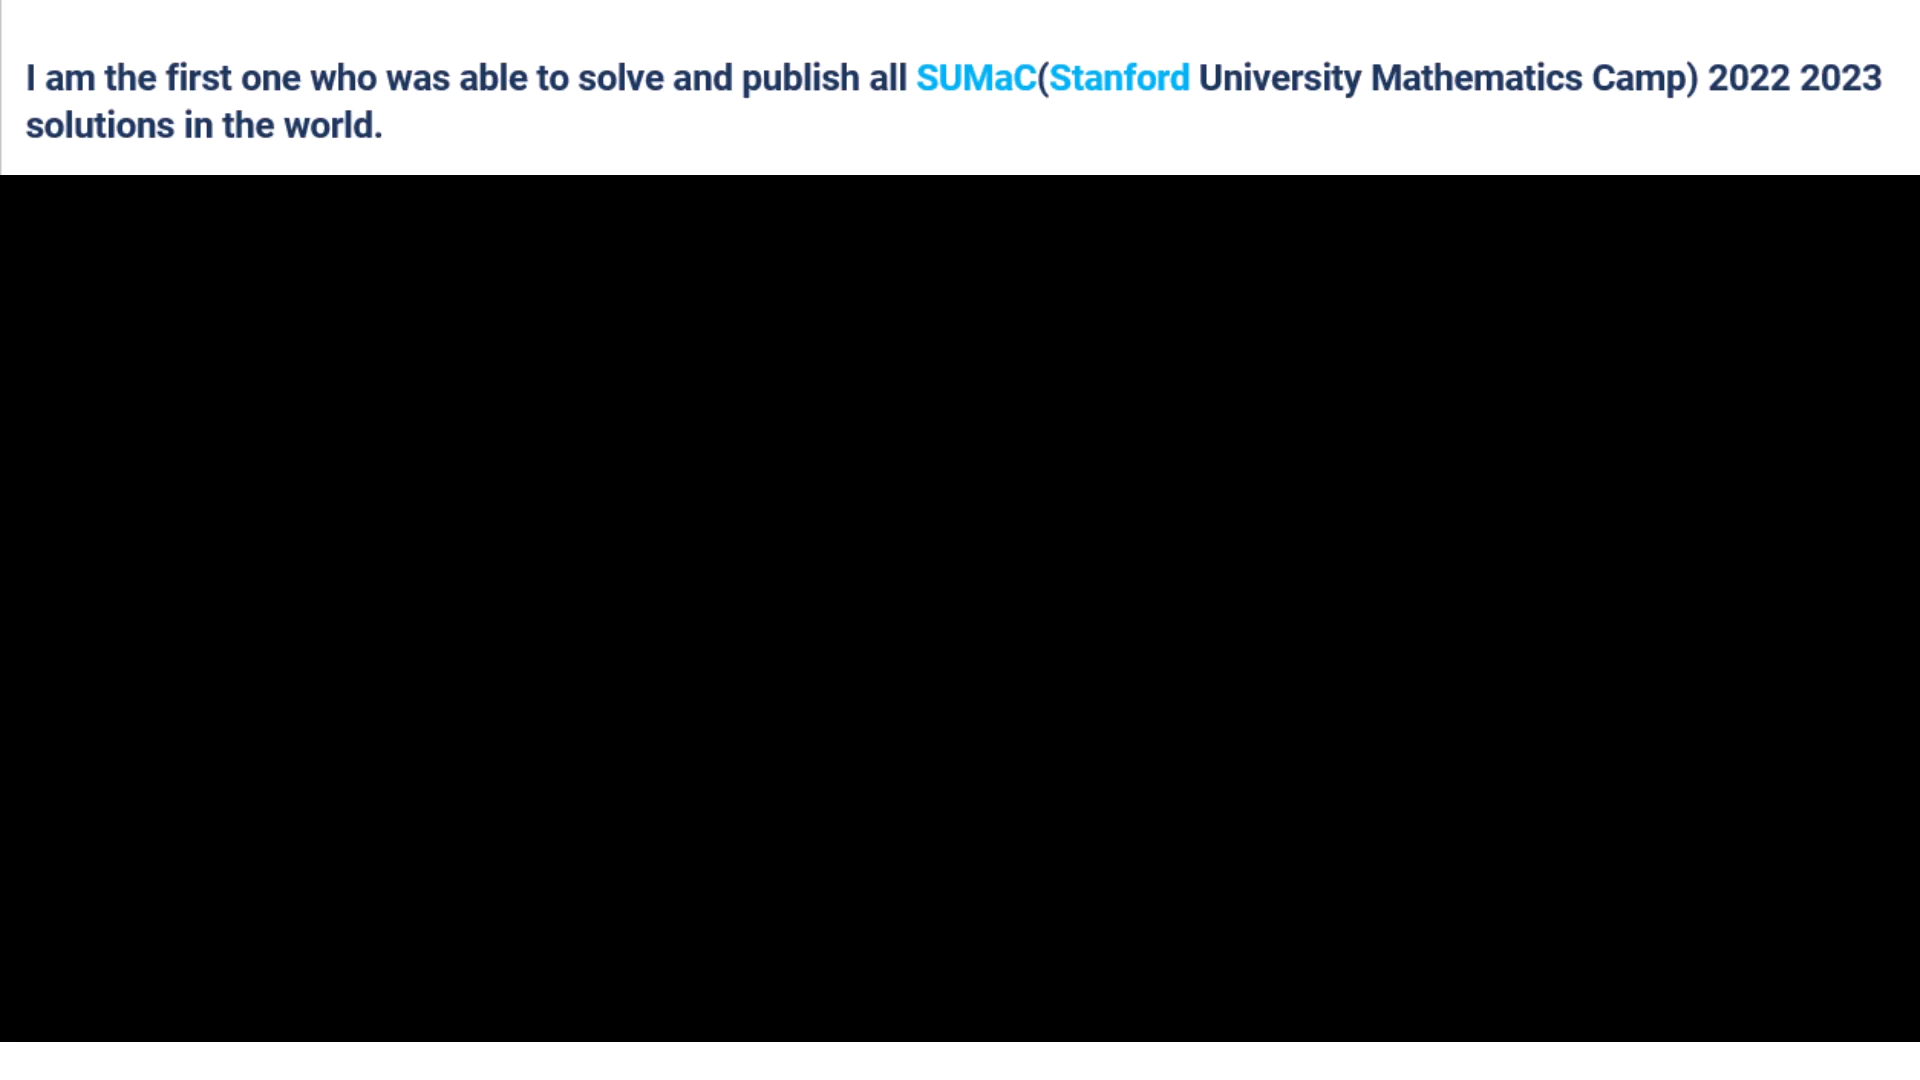 I am the first one who was able to solve and publish all SUMaC(Stanford University Mathematics Camp) 2022 2023
solutions in the world.